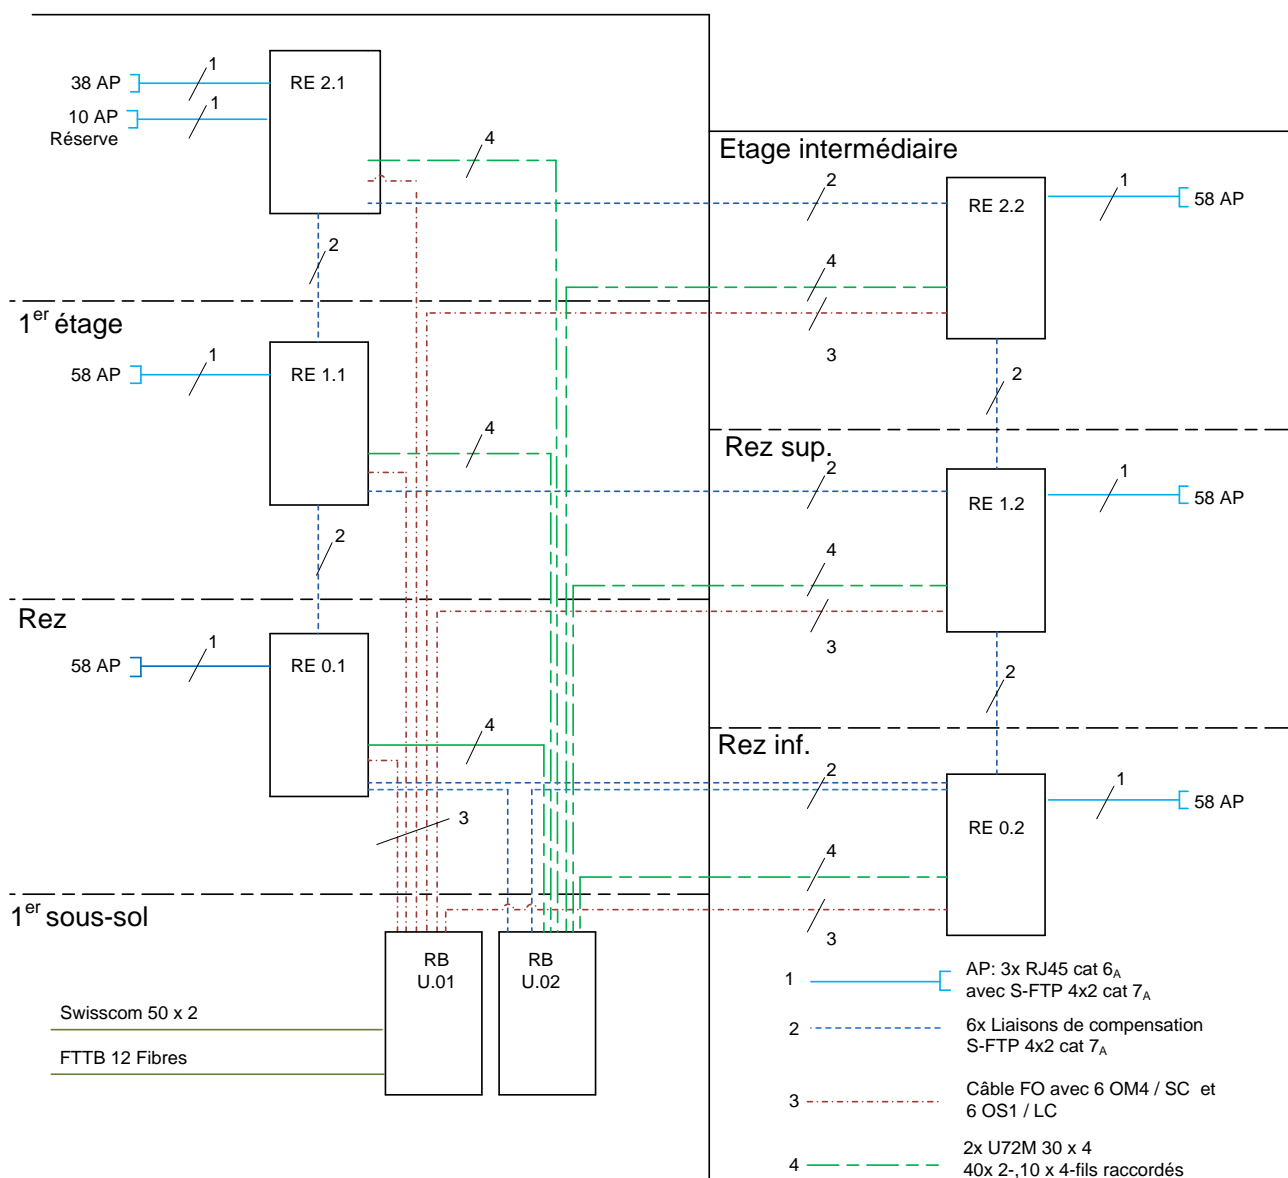 38 AP
1
RE 2.1
10 AP
Réserve
1
4
2
Etage intermédiaire
2
RE 2.2
1
58 AP
4
3
2
1er étage
58 AP
1
RE 1.1
4
2
Rez sup.
2
RE 1.2
1
58 AP
4
3
2
Rez
58 AP
1
RE 0.1
4
3
Rez inf.
2
RE 0.2
1
58 AP
4
3
1er sous-sol
RB
U.01
RB
U.02
Swisscom 50 x 2
FTTB 12 Fibres
1
AP: 3x RJ45 cat 6A
avec S-FTP 4x2 cat 7A
2
6x Liaisons de compensation
S-FTP 4x2 cat 7A
3
Câble FO avec 6 OM4 / SC et
6 OS1 / LC
4
2x U72M 30 x 4
40x 2-,10 x 4-fils raccordés